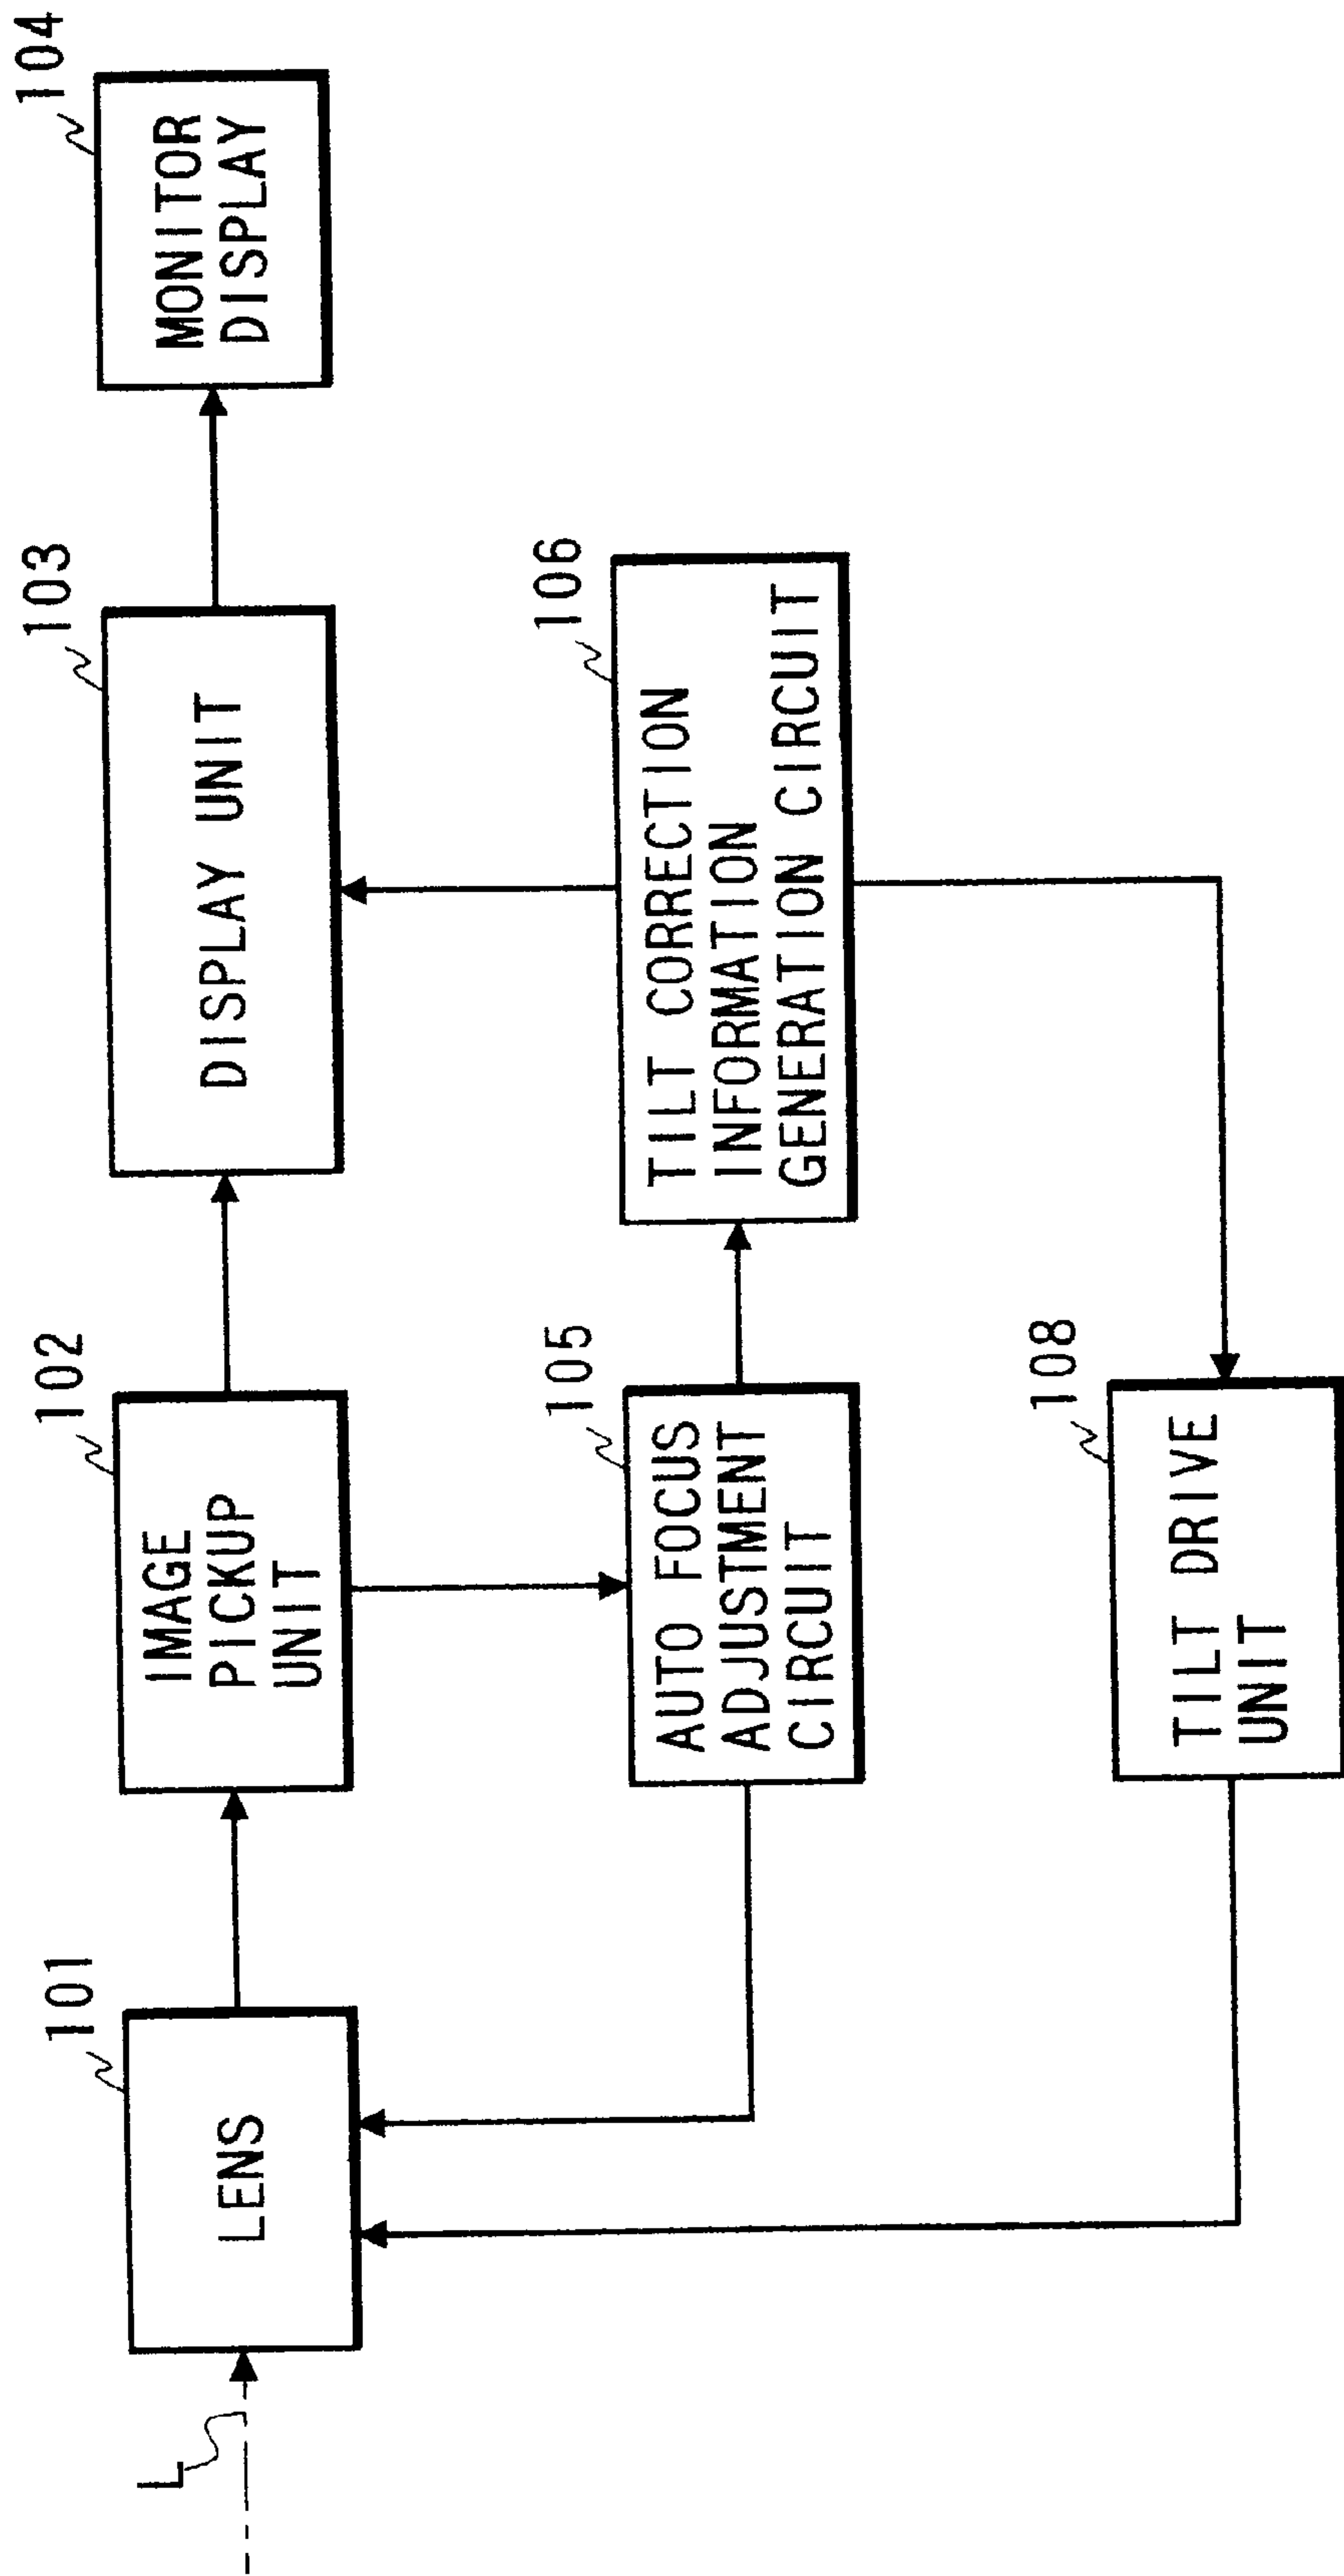 L
101
LENS
102
IMAGE
PICKUP
UNIT
103
DISPLAY UNIT
104
MONITOR
DISPLAY
105
AUTO FOCUS
ADJUSTMENT
CIRCUIT
106
TILT CORRECTION
INFORMATION
GENERATION CIRCUIT
108
TILT DRIVE
UNIT